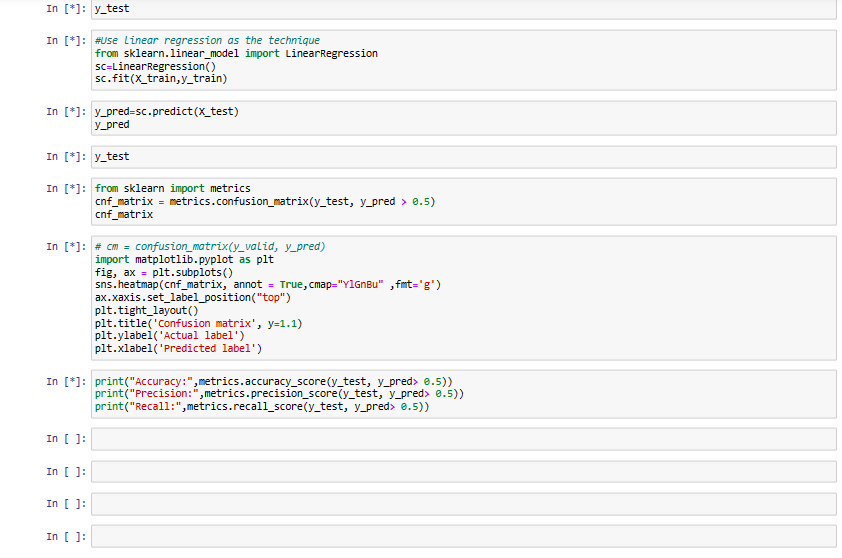 In [*]: y_test
In [*]: #Use linear regression as the technique
from sklearn.linear_model import LinearRegression
sc=LinearRegression()
sc.fit(X_train,y_train)
In [*]: y_pred=sc.predict(X_test)
y_pred
In [*]: y_test
In [*]: from sklearn import metrics
cnf_matrix = metrics.confusion_matrix(y_test, y_pred > 0.5)
cnf_matrix
In [*]: # cm = confusion_matrix(y_valid, y_pred)
import matplotlib.pyplot as plt
fig, ax = plt.subplots()
sns.heatmap(cnf_matrix, annot = True,cmap="YlGnBu" ,fmt='g')
ax.xaxis.set_label_position("top")
plt.tight_layout()
plt.title('Confusion matrix', y=1.1)
plt.ylabel('Actual label')
plt.xlabel('Predicted label')
In [*]: print("Accuracy:",metrics.accuracy_score(y_test, y_pred> 0.5))
print("Precision:",metrics.precision_score(y_test, y_pred> 0.5))
print("Recall:",metrics.recall_score(y_test, y_pred> 0.5))
In [ ]:
In [ ]:
In [ ]:
In [ ]: